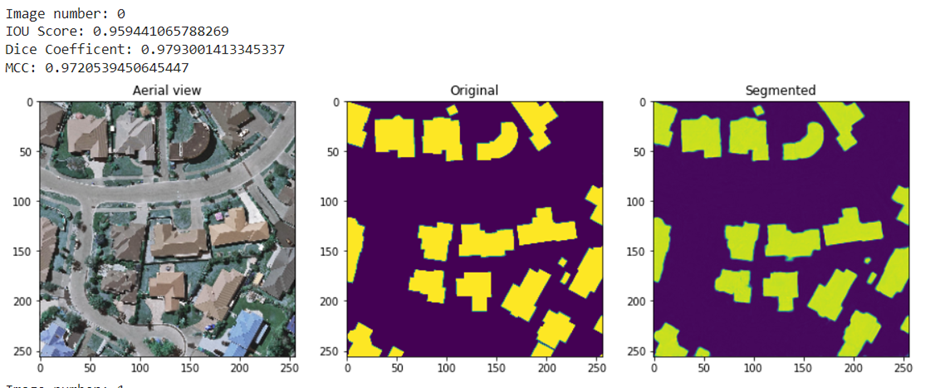 Image number: 0
IOU Score: 0.959441065788269
Dice Coefficent: 0.9793001413345337
MCC: 0.9720539450645447
Aerial view
Original
Segmented
0
50
100
150
200
250
0 50 100 150 200 250
0
50
100
150
200
250
0 50 100 150 200 250
0
50
100
150
200
250
0 50 100 150 200 250